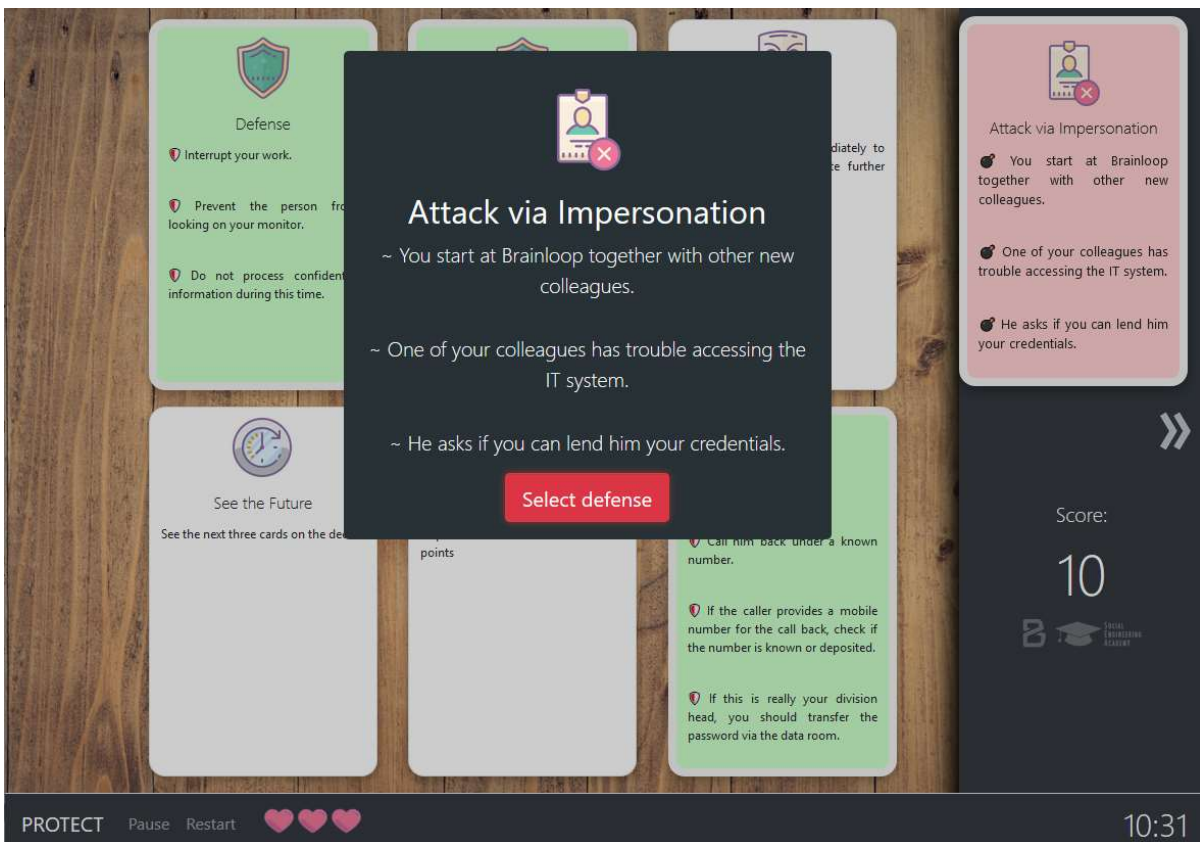 Defense
Interrupt your work.
Prevent the person
looking on your monitor.
Do not process
information during this time.
diately to
further
Attack via Impersonation
~ You start at Brainloop together with other new
colleagues.
~ One of your colleagues has trouble accessing the
IT system.
~ He asks if you can lend him your credentials.
Select defense
See the Future
See the next three cards on the
points
Call him back under a known
number.
If the caller provides a mobile
number for the call back, check if
the number is known or deposited.
If this is really your division
head, you should transfer the
password via the data room.
Attack via Impersonation
You start at Brainloop
together with other new
colleagues.
One of your colleagues has
trouble accessing the IT system.
He asks if you can lend him
your credentials.
Score:
10
SOCIAL
ENGINEERING
ACADEMY
PROTECT Pause Restart
10:31